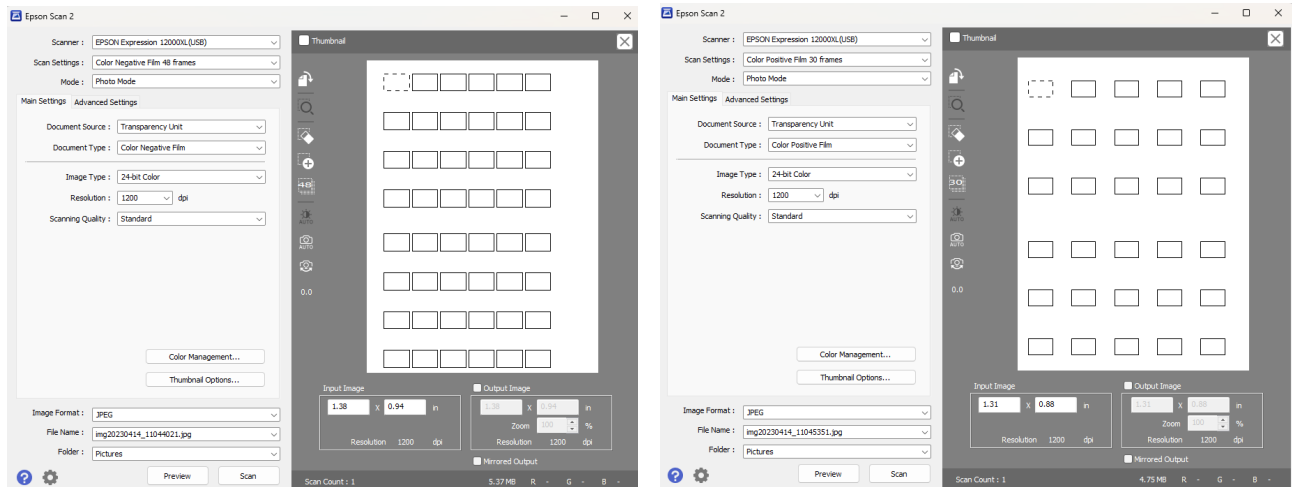 Epson Scan 2
Scanner : EPSON Expression 12000XL(USB)
Thumbnail
Scan Settings : Color Negative Film 48 frames
Mode : Photo Mode
Main Settings Advanced Settings
Document Source : Transparency Unit
Document Type : Color Negative Film
Image Type : 24-bit Color
48
Resolution : 1200 dpi
Scanning Quality : Standard
AUTO
AUTO
0.0
Color Management...
Thumbnail Options...
Input Image
Output Image
1.38 X 0.94 in
1.38 X 0.94 in
Zoom 100 %
Resolution 1200 dpi
Resolution 1200 dpi
Mirrored Output
Image Format : JPEG
File Name : img20230414_11044021.jpg
Folder : Pictures
Preview Scan
Scan Count : 1 5.37 MB R - G - B -
Epson Scan 2
Scanner : EPSON Expression 12000XL(USB)
Thumbnail
Scan Settings : Color Positive Film 30 frames
Mode : Photo Mode
Main Settings Advanced Settings
Document Source : Transparency Unit
Document Type : Color Positive Film
Image Type : 24-bit Color
30
Resolution : 1200 dpi
Scanning Quality : Standard
AUTO
AUTO
0.0
Color Management...
Thumbnail Options...
Input Image
Output Image
1.31 X 0.88 in
1.31 X 0.88 in
Zoom 100 %
Resolution 1200 dpi
Resolution 1200 dpi
Mirrored Output
Image Format : JPEG
File Name : img20230414_11045351.jpg
Folder : Pictures
Preview Scan
Scan Count : 1 4.75 MB R - G - B -